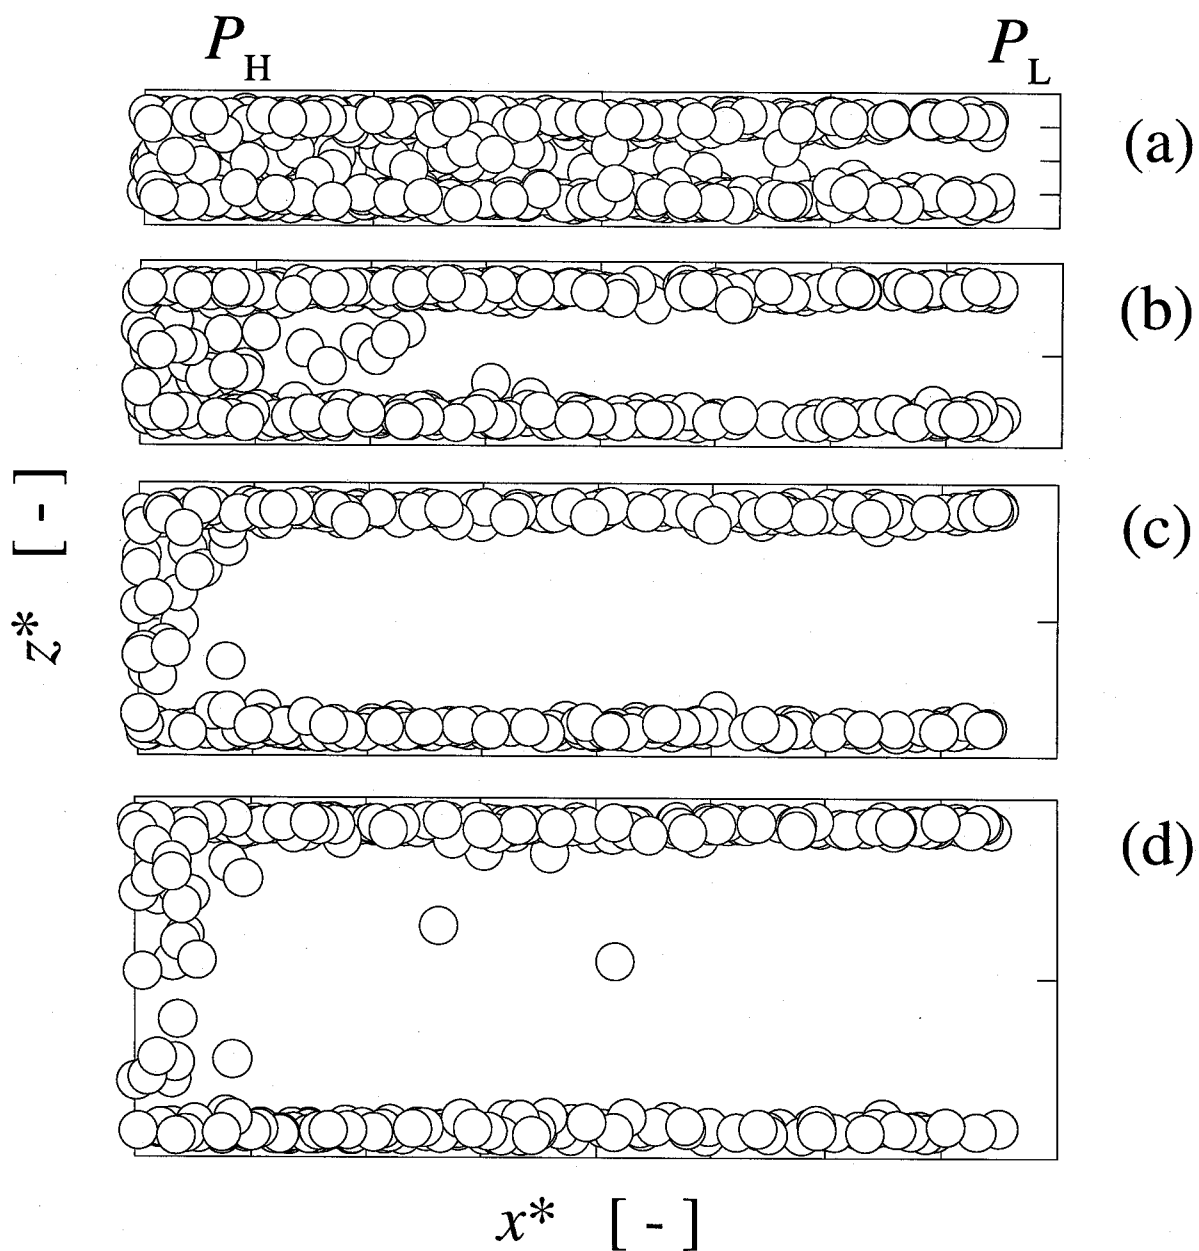 P_H P_L
(a)
(b)
(c)
(d)
z* [ - ]
x* [ - ]